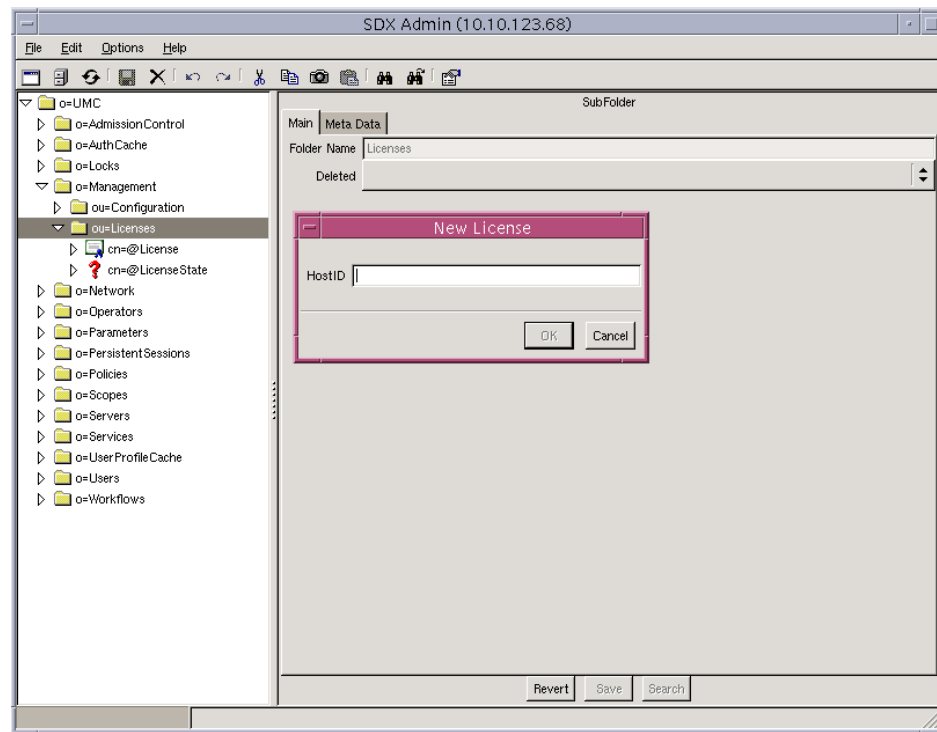 SDX Admin (10.10.123.68)
File Edit Options Help
o=UMC
o=AdmissionControl
o=AuthCache
o=Locks
o=Management
ou=Configuration
ou=Licenses
cn=@License
cn=@LicenseState
o=Network
o=Operators
o=Parameters
o=PersistentSessions
o=Policies
o=Scopes
o=Servers
o=Services
o=UserProfileCache
o=Users
o=Workflows
SubFolder
Main Meta Data
Folder Name Licenses
Deleted
New License
HostID
OK Cancel
Revert Save Search